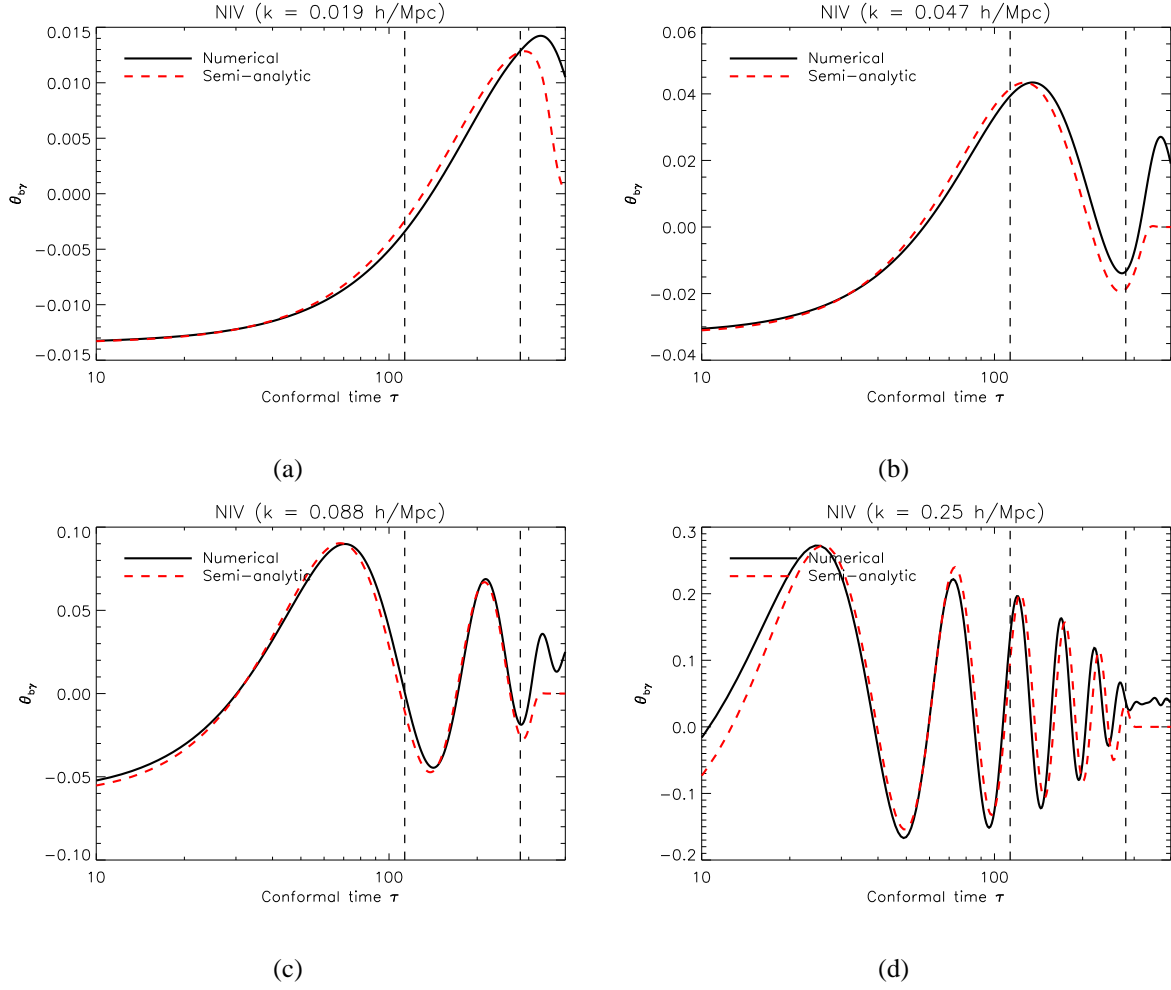 NIV (k = 0.019 h/Mpc)
0.015
0.010
0.005
0.000
−0.005
−0.010
−0.015
θbγ
Numerical
Semi−analytic
10
100
Conformal time τ
(a)
NIV (k = 0.047 h/Mpc)
0.06
0.04
0.02
0.00
−0.02
−0.04
θbγ
Numerical
Semi−analytic
10
100
Conformal time τ
(b)
NIV (k = 0.088 h/Mpc)
0.10
0.05
0.00
−0.05
−0.10
θbγ
Numerical
Semi−analytic
10
100
Conformal time τ
(c)
NIV (k = 0.25 h/Mpc)
0.3
0.2
0.1
0.0
−0.1
−0.2
θbγ
Numerical
Semi−analytic
10
100
Conformal time τ
(d)